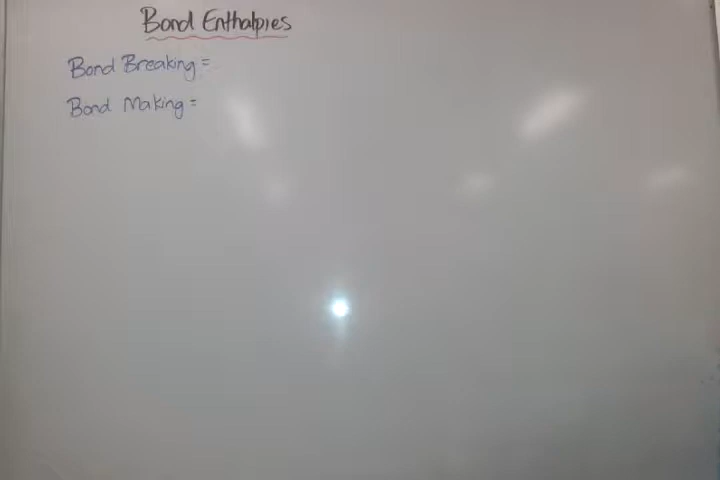 Bond Enthalpies
Bond Breaking =
Bond Making =